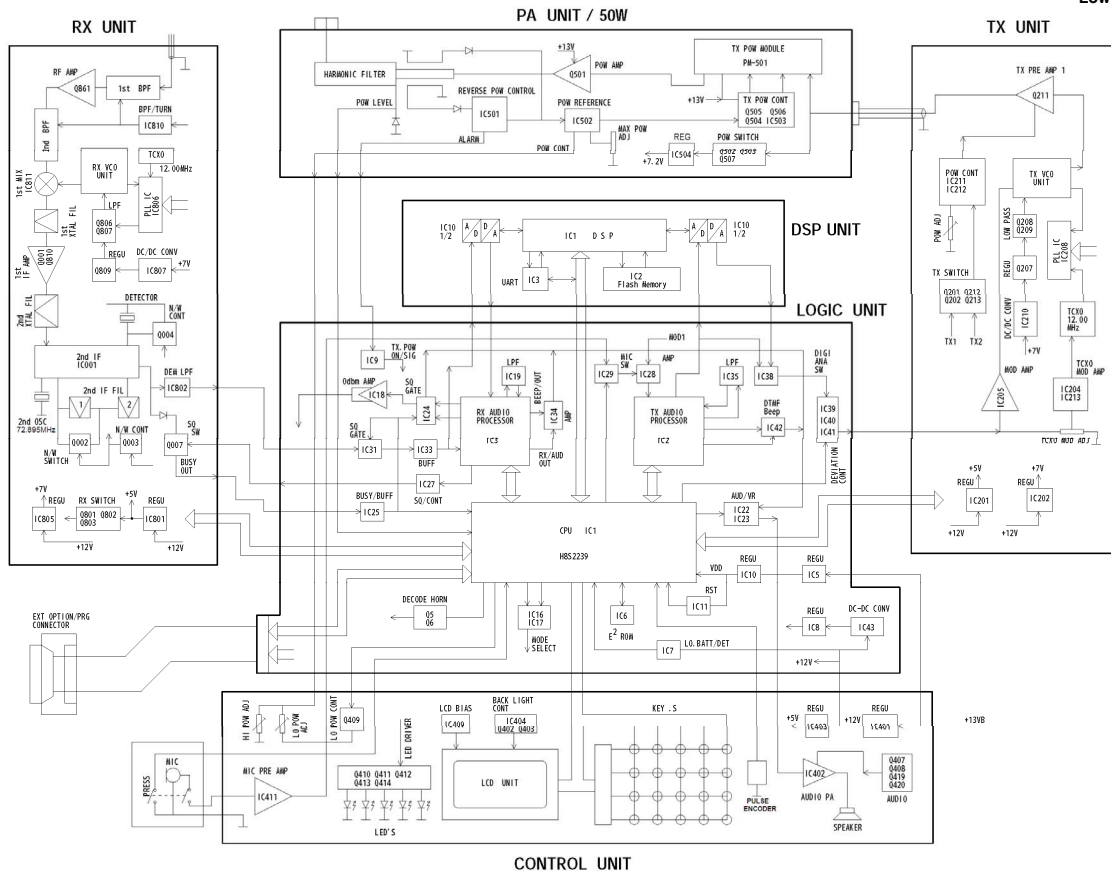 PA UNIT / 50W
RX UNIT
TX UNIT
RF AMP
Q861
1st BPF
BPF/TURN
IC810
2nd BPF
1st MIX
IC811
RX VCO
UNIT
TCXO
12.00MHz
PLL IC
IC806
LPF
Q806
Q807
1st
XTAL FIL
Q001
Q810
1st
IF AMP
REGU
Q809
DC/DC CONV
IC807
+7V
2nd
XTAL FIL
DETECTOR
N/W
CONT
Q004
2nd IF
IC001
DEM LPF
IC802
2nd IF FIL
1
2
2nd OSC
72.895MHz
Q002
N/W CONT
Q003
N/W
SWITCH
SQ
SW
Q007
BUSY
OUT
+7V
REGU
IC805
RX SWITCH
Q801 Q802
Q803
+5V
REGU
IC801
+12V
+12V
HARMONIC FILTER
+13V
Q501
POW AMP
TX POW MODULE
PM-501
POW LEVEL
REVERSE POW CONTROL
IC501
ALARM
POW REFERENCE
IC502
POW CONT
MAX POW
ADJ
+13V
TX POW CONT
Q505 Q506
Q504 IC503
REG
IC504
+7.2V
POW SWITCH
Q502 Q503
Q507
TX PRE AMP 1
Q211
POW CONT
IC211
IC212
POW ADJ
TX VCO
UNIT
LOW PASS
Q208
Q209
PLL IC
IC208
REGU
Q207
TX SWITCH
Q201 Q212
Q202 Q213
TX1
TX2
DC/DC CONV
IC210
+7V
TCXO
12.00
MHz
MOD AMP
IC205
TCXO
MOD AMP
IC204
IC213
TCXO MOD ADJ
+5V
REGU
IC201
+12V
+7V
REGU
IC202
+12V
DSP UNIT
IC10
1/2
A
D
D
A
IC1 DSP
A
D
D
A
IC10
1/2
UART
IC3
IC2
Flash Memory
LOGIC UNIT
IC9
TX.POW
ON/SIG
0dbm AMP
IC18
SQ
GATE
IC24
LPF
IC19
BEEP/OUT
IC34
AMP
RX AUDIO
PROCESSOR
IC3
RX/AUD
OUT
SQ
GATE
IC31
IC33
BUFF
IC27
SQ/CONT
BUSY/BUFF
IC25
MIC
SW
IC29
MOD1
AMP
IC28
LPF
IC35
IC38
DIGI
ANA
SW
TX AUDIO
PROCESSOR
IC2
DTMF
Beep
IC42
IC39
IC40
IC41
DEVIATION
CONT
AUD/VR
IC22
IC23
CPU IC1
H8S2239
VDD
REGU
IC10
REGU
IC5
RST
IC11
DECODE HORN
Q5
Q6
IC16
IC17
MODE
SELECT
IC6
E2 ROM
IC7
LO.BATT/DET
REGU
IC8
DC-DC CONV
IC43
+12V
EXT OPTION/PRG
CONNECTOR
HI POW ADJ
LO POW
ACJ
LO POW CONT
Q409
LED DRIVER
Q410 Q411 Q412
Q413 Q414
LED'S
LCD BIAS
IC409
BACK LIGHT
CONT
IC404
Q402 Q403
LCD UNIT
KEY.S
PULSE
ENCODER
+5V
REGU
IC403
+12V
REGU
IC401
+13VB
IC402
AUDIO PA
SPEAKER
Q407
Q408
Q419
Q420
AUDIO
MIC
PRESS
MIC PRE AMP
IC411
CONTROL UNIT